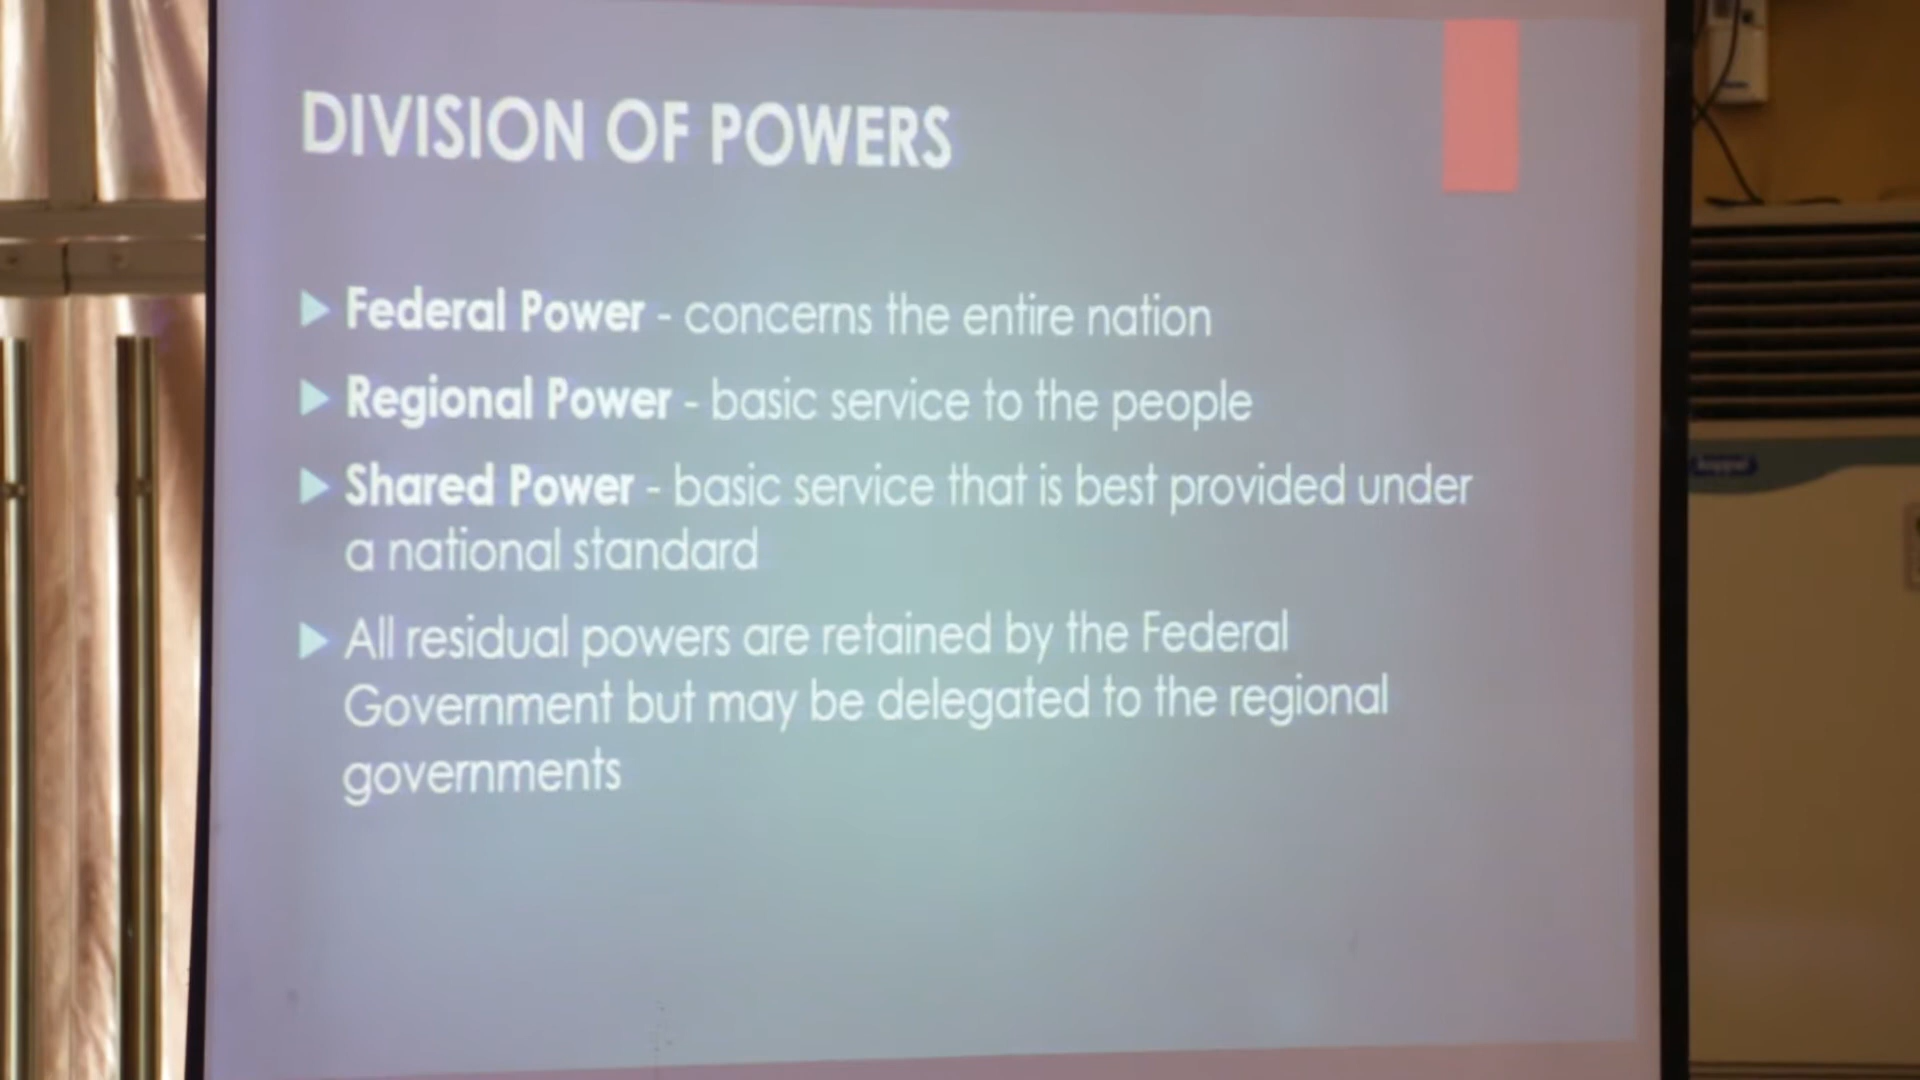 DIVISION OF POWERS
Federal Power - concerns the entire nation
Regional Power - basic service to the people
Shared Power - basic service that is best provided under
a national standard
All residual powers are retained by the Federal
Government but may be delegated to the regional
governments